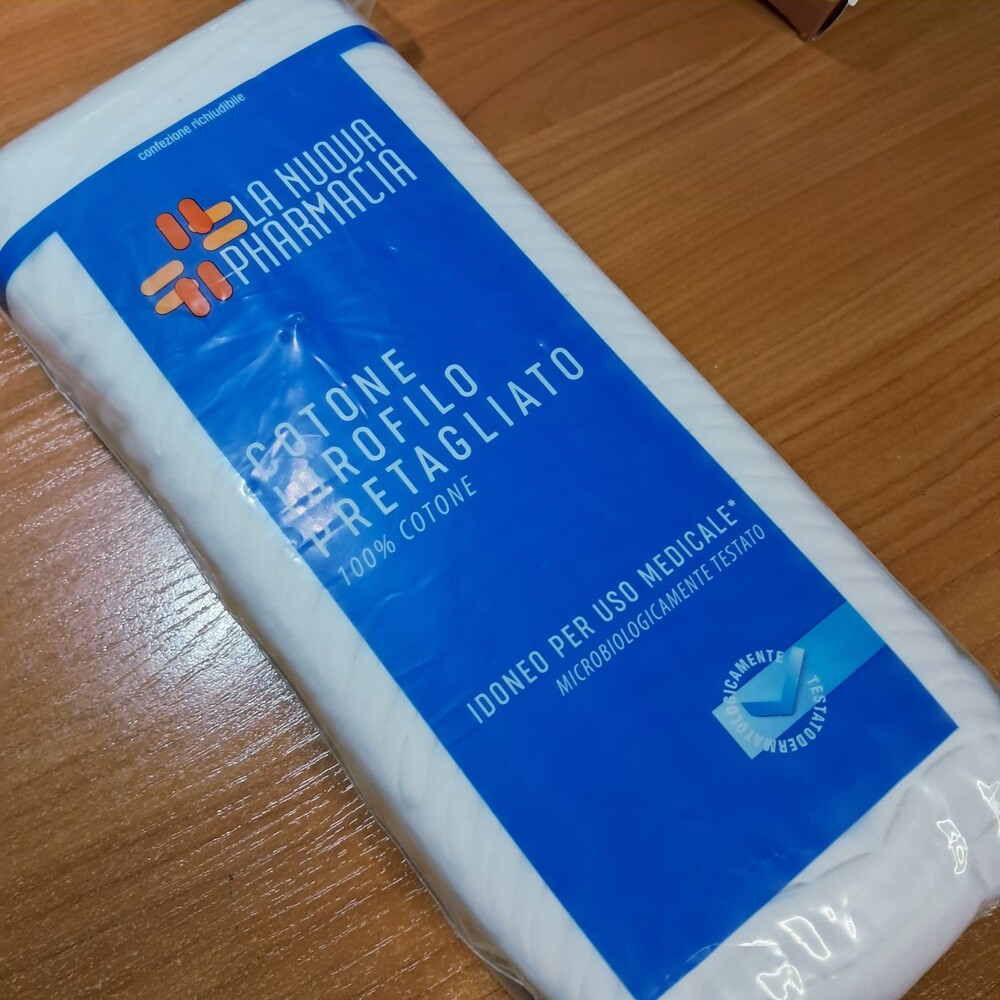 confezione richiudibile
LA NUOVA
PHARMACIA
COTONE
IDROFILO
PRETAGLIATO
100% COTONE
IDONEO PER USO MEDICALE*
MICROBIOLOGICAMENTE TESTATO
DERMATOLOGICAMENTE TESTATO